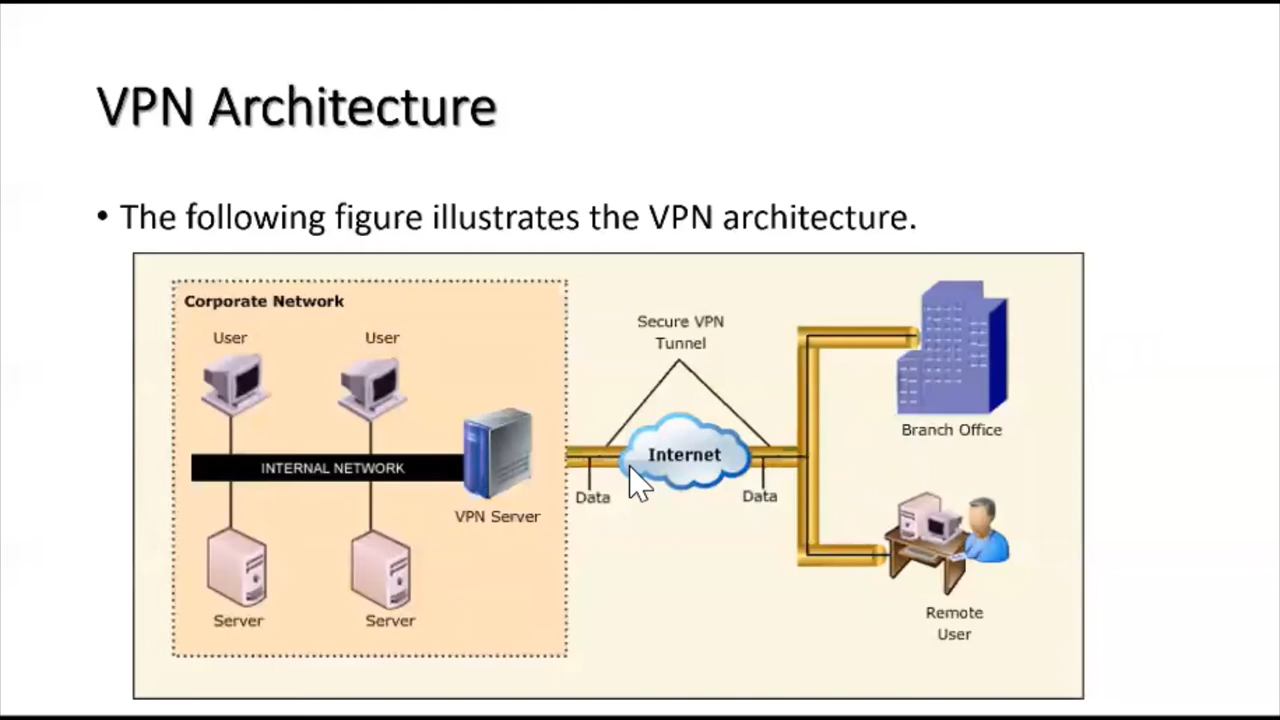 VPN Architecture
• The following figure illustrates the VPN architecture.
Corporate Network
User
User
INTERNAL NETWORK
VPN Server
Server
Server
Secure VPN
Tunnel
Internet
Data
Data
Branch Office
Remote
User